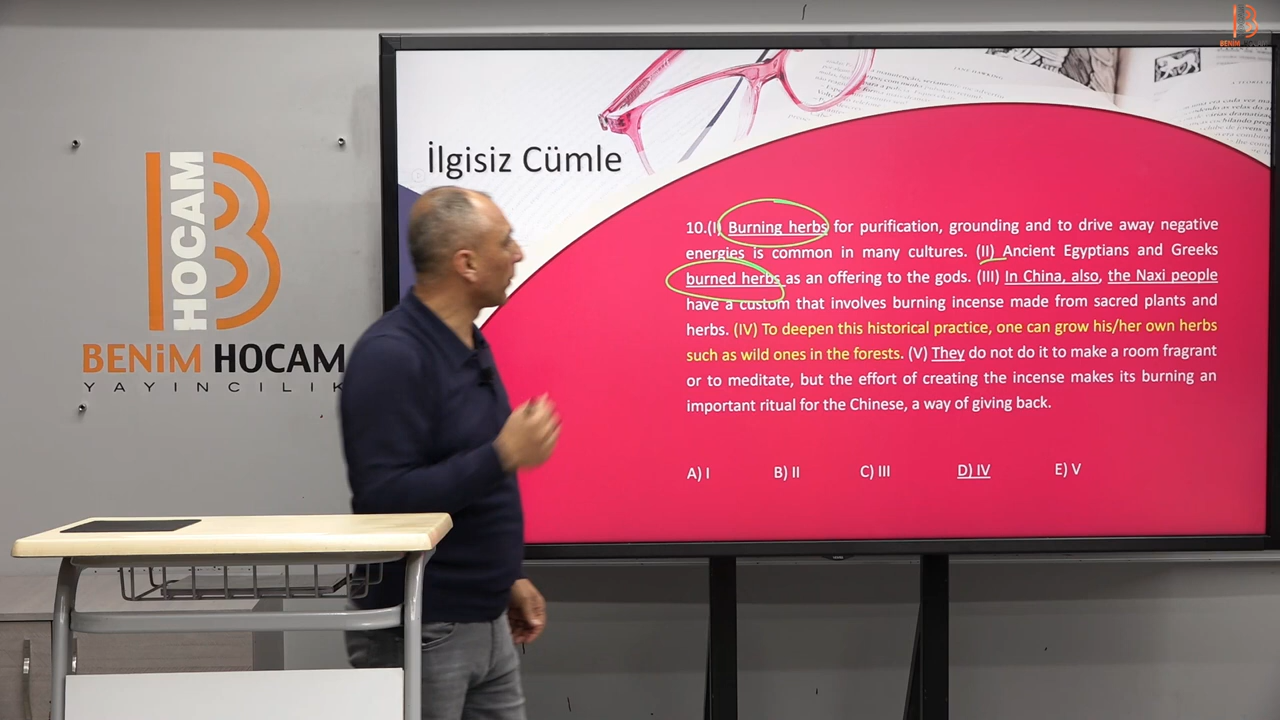 BENİM HOCAM
HOCAM
BENİM HOCAM
YAYINCILIK
İlgisiz Cümle
10.(I) Burning herbs for purification, grounding and to drive away negative
energies is common in many cultures. (II) Ancient Egyptians and Greeks
burned herbs as an offering to the gods. (III) In China, also, the Naxi people
have a custom that involves burning incense made from sacred plants and
herbs. (IV) To deepen this historical practice, one can grow his/her own herbs
such as wild ones in the forests. (V) They do not do it to make a room fragrant
or to meditate, but the effort of creating the incense makes its burning an
important ritual for the Chinese, a way of giving back.
A) I B) II C) III D) IV E) V